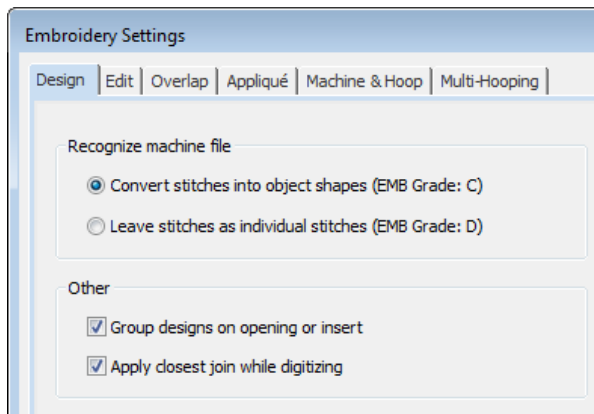 Embroidery Settings
Design Edit Overlap Appliqué Machine & Hoop Multi-Hooping
Recognize machine file
Convert stitches into object shapes (EMB Grade: C)
Leave stitches as individual stitches (EMB Grade: D)
Other
Group designs on opening or insert
Apply closest join while digitizing